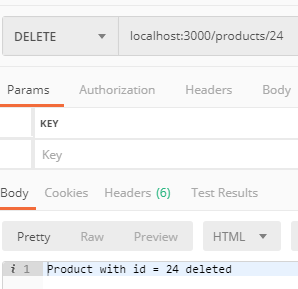 DELETE localhost:3000/products/24
Params Authorization Headers Body
KEY
Key
Body Cookies Headers (6) Test Results
Pretty Raw Preview HTML
i 1 Product with id = 24 deleted